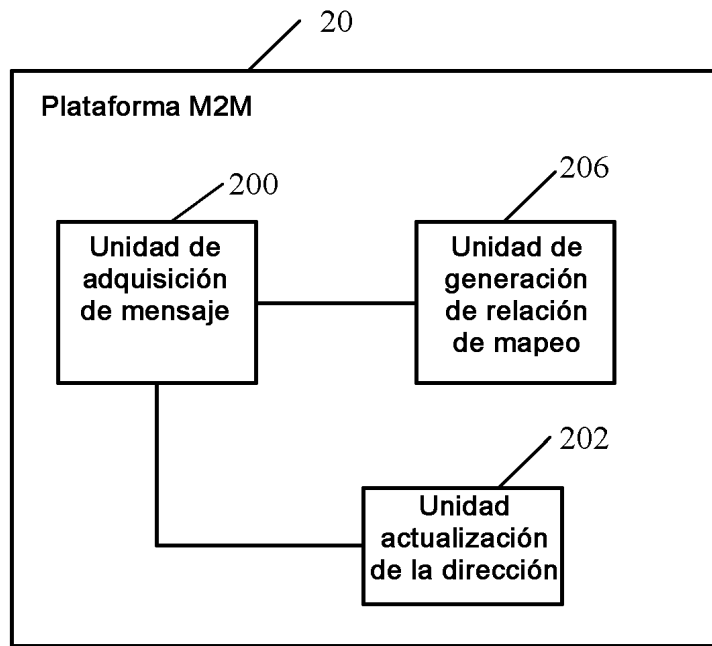 20
Plataforma M2M
200
Unidad de
adquisición
de mensaje
206
Unidad de
generación
de relación
de mapeo
202
Unidad
actualización
de la dirección